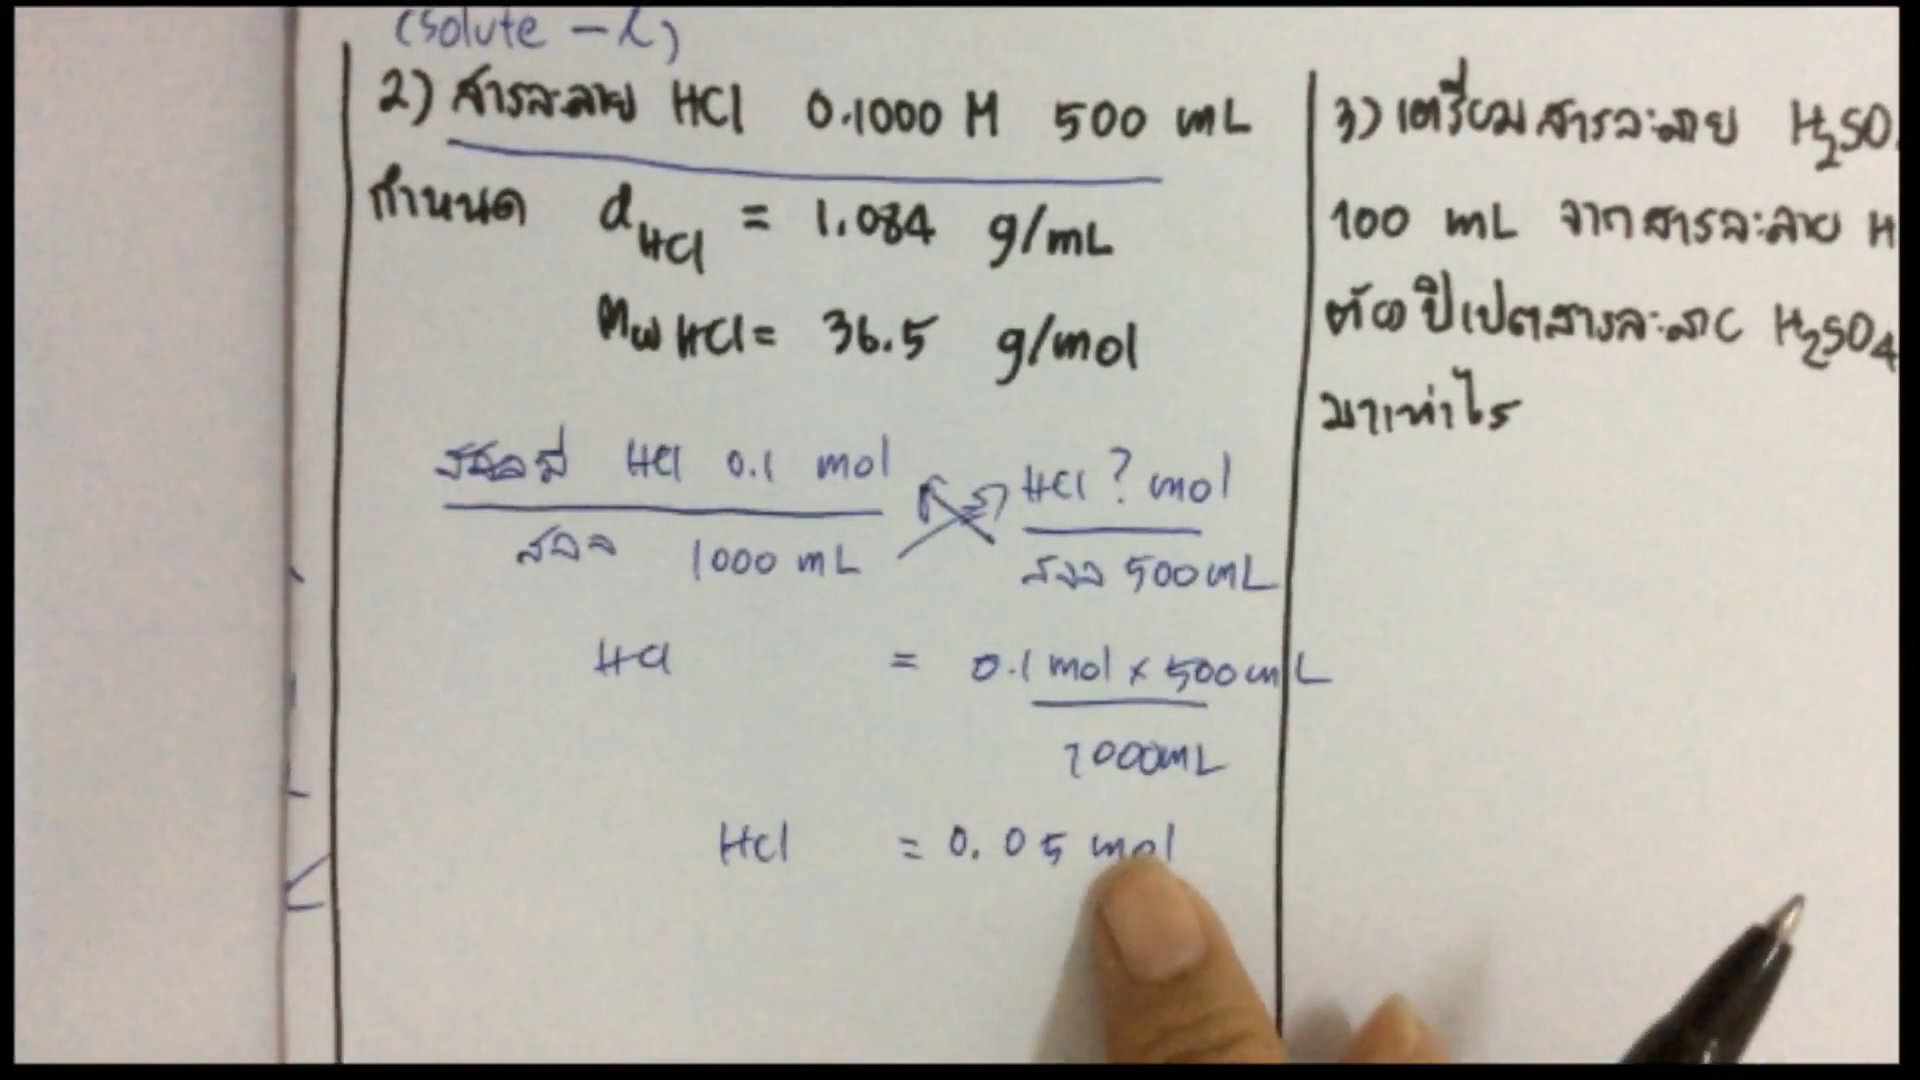 (solute - l)
2) สารละลาย HCl 0.1000 M 500 mL
กำหนด dHCl = 1.084 g/mL
Mw HCl = 36.5 g/mol
HCl 0.1 mol
1000 mL
HCl ? mol
สลล 500 mL
HCl = 0.1 mol × 500 mL
1000 mL
HCl = 0.05 mol
3) เตรียมสารละลาย H₂SO
100 mL จากสารละลาย H
ต้องปิเปตสารละลาย H₂SO₄
มาเท่าไร